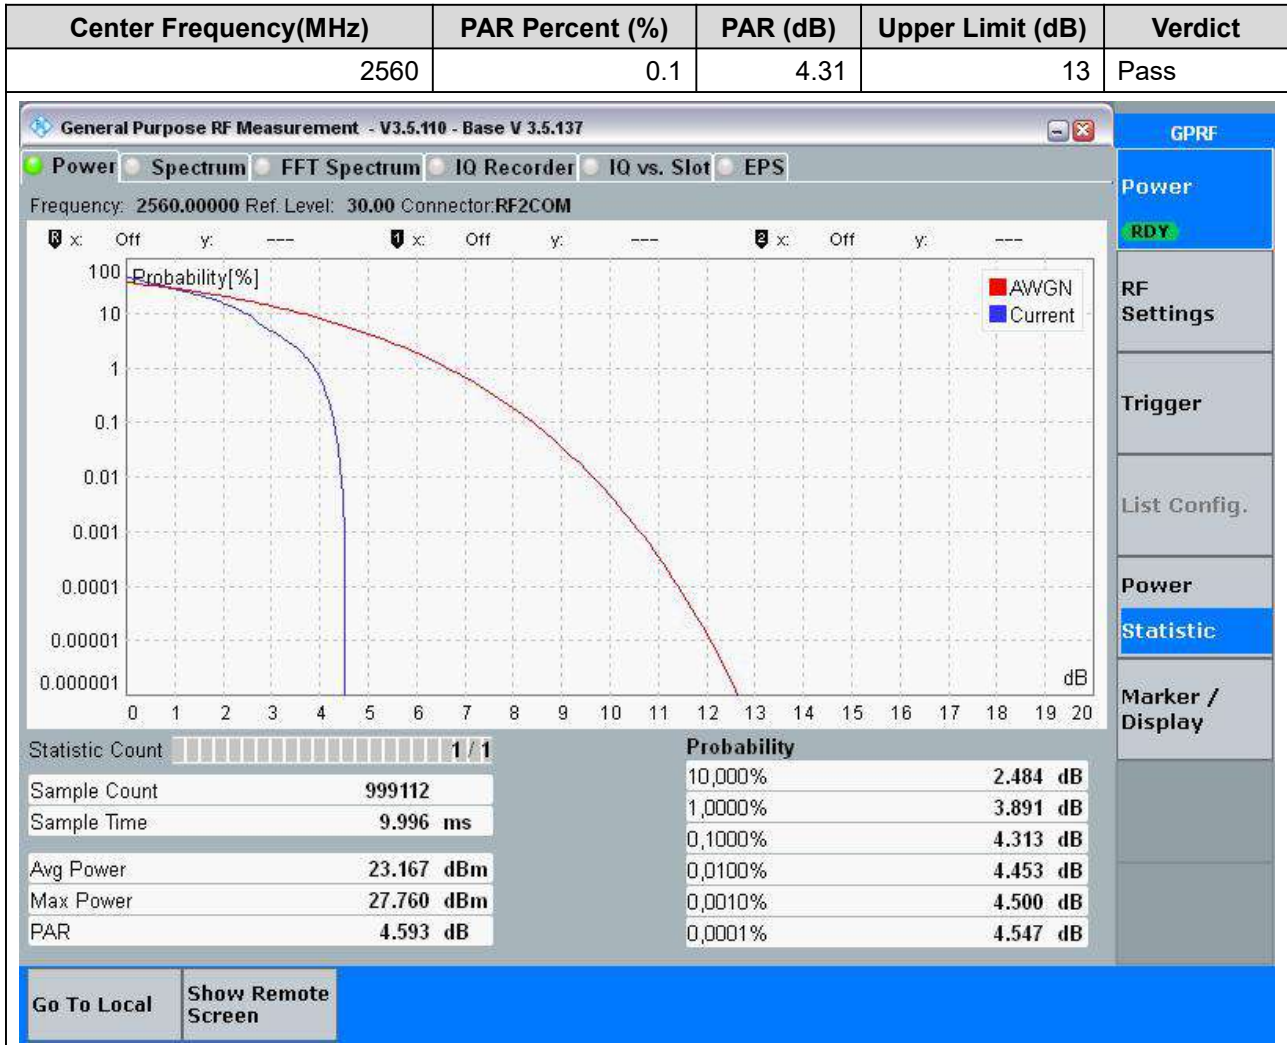 Center Frequency(MHz) PAR Percent (%) PAR (dB) Upper Limit (dB) Verdict
2560 0.1 4.31 13 Pass
General Purpose RF Measurement - V3.5.110 - Base V 3.5.137
GPRF
Power Spectrum FFT Spectrum IQ Recorder IQ vs. Slot EPS
Frequency: 2560.00000 Ref. Level: 30.00 Connector:RF2COM
Power
RDY
R x: Off y: --- 1 x: Off y: --- 2 x: Off y: ---
Probability[%]
AWGN
Current
100
10
1
0.1
0.01
0.001
0.0001
0.00001
0.000001
dB
0 1 2 3 4 5 6 7 8 9 10 11 12 13 14 15 16 17 18 19 20
RF
Settings
Trigger
List Config.
Power
Statistic
Marker /
Display
Statistic Count 1 / 1
Sample Count 999112
Sample Time 9.996 ms
Avg Power 23.167 dBm
Max Power 27.760 dBm
PAR 4.593 dB
Probability
10,000% 2.484 dB
1,0000% 3.891 dB
0,1000% 4.313 dB
0,0100% 4.453 dB
0,0010% 4.500 dB
0,0001% 4.547 dB
Go To Local
Show Remote
Screen